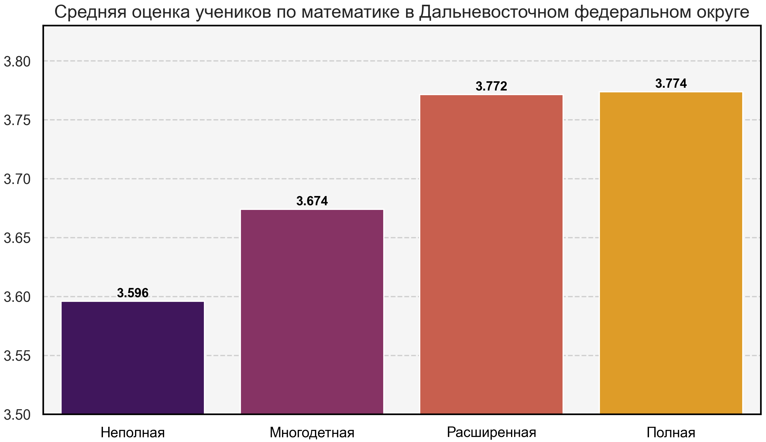 Средняя оценка учеников по математике в Дальневосточном федеральном округе
3.80
3.75
3.70
3.65
3.60
3.55
3.50
3.596
3.674
3.772
3.774
Неполная
Многодетная
Расширенная
Полная